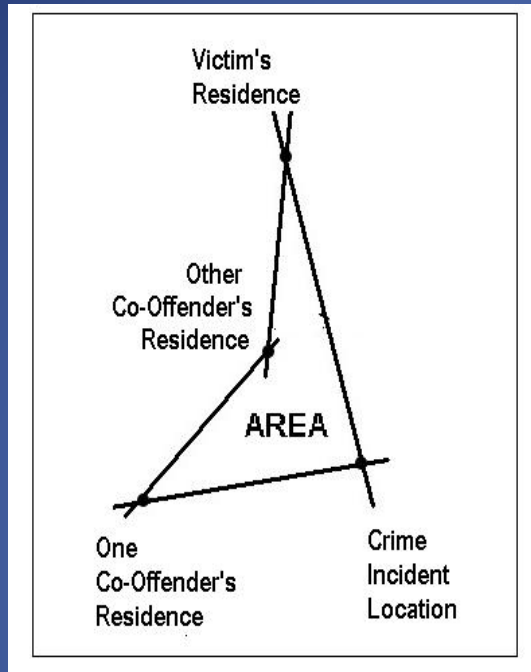 Victim's
Residence
Other
Co-Offender's
Residence
AREA
One
Co-Offender's
Residence
Crime
Incident
Location